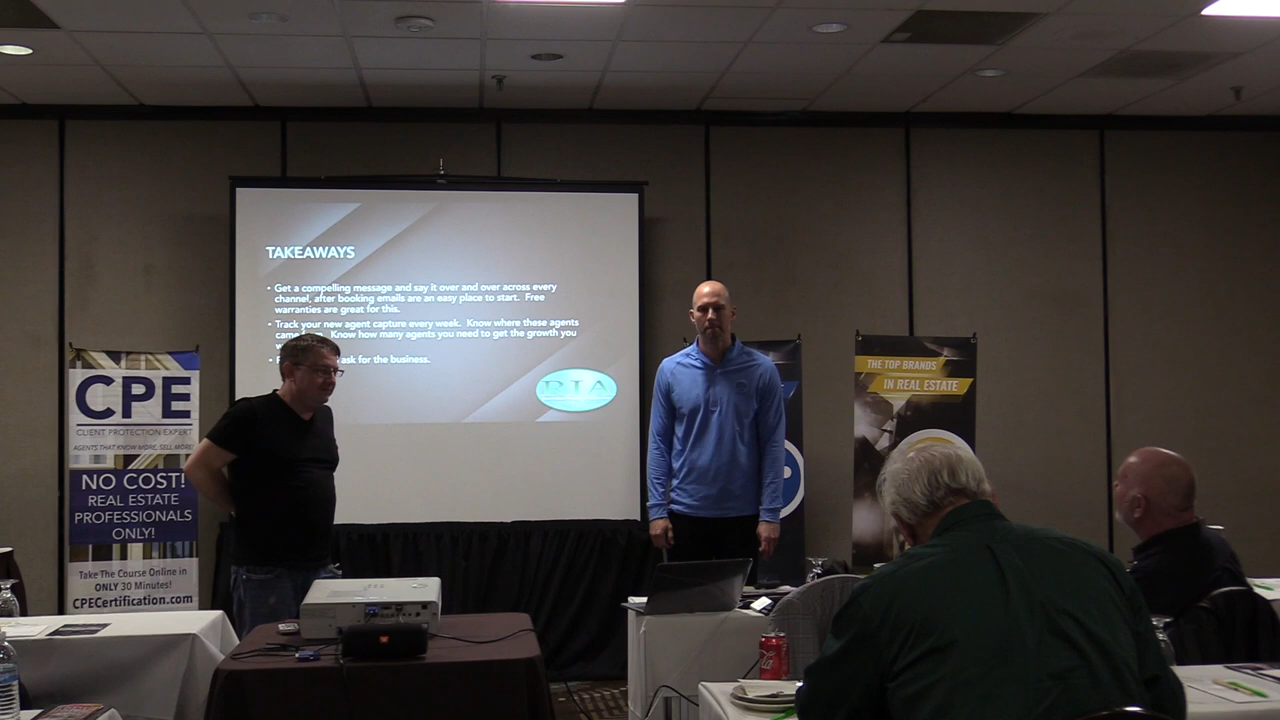 TAKEAWAYS
• Get a compelling message and say it over and over across every
channel, after booking emails are an easy place to start. Free
warranties are great for this.
• Track your new agent capture every week. Know where these agents
Know how many agents you need to get the growth you
ask for the business.
CPE
CLIENT PROTECTION EXPERT
AGENTS THAT KNOW MORE, SELL MORE!
NO COST!
REAL ESTATE
PROFESSIONALS
ONLY!
Take The Course Online in
ONLY 30 Minutes!
CPECertification.com
THE TOP BRANDS
IN REAL ESTATE
JBL